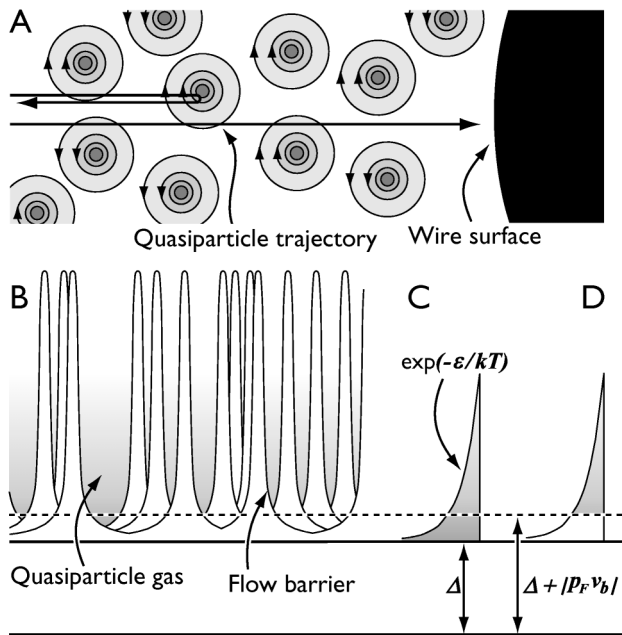 A
Quasiparticle trajectory
Wire surface
B
C
D
exp(-ε/kT)
Quasiparticle gas
Flow barrier
Δ
Δ + |p_F v_b|